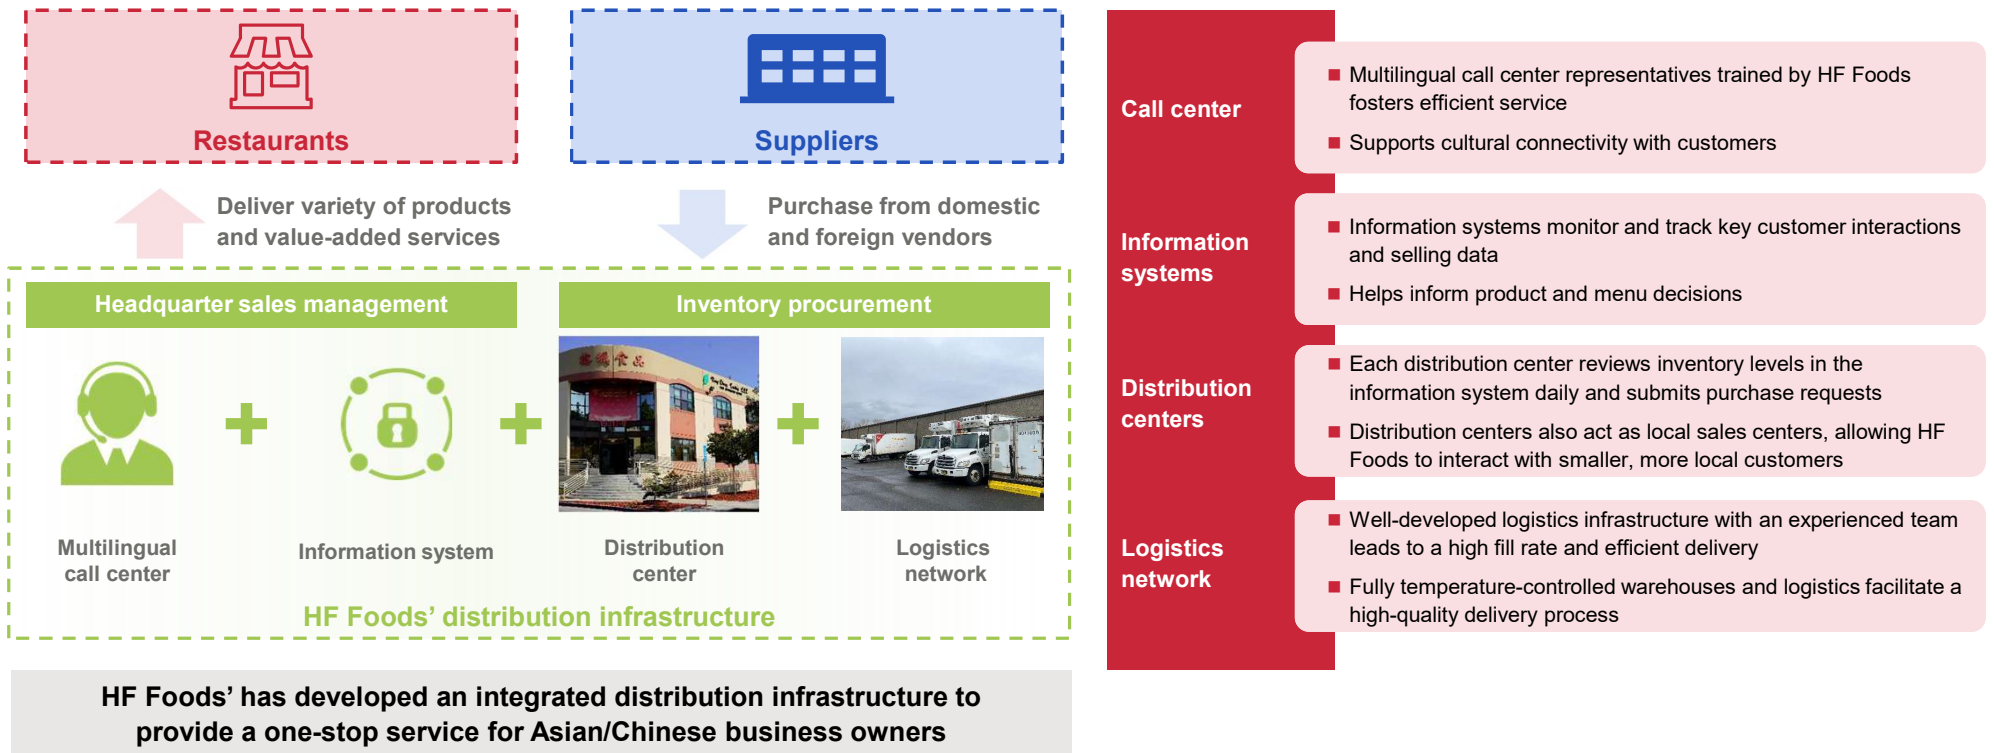 Restaurants
Suppliers
Deliver variety of products
and value-added services
Purchase from domestic
and foreign vendors
Headquarter sales management
Inventory procurement
Multilingual
call center
Information system
Distribution
center
Logistics
network
HF Foods’ distribution infrastructure
HF Foods’ has developed an integrated distribution infrastructure to
provide a one-stop service for Asian/Chinese business owners
Call center
Multilingual call center representatives trained by HF Foods
fosters efficient service
Supports cultural connectivity with customers
Information
systems
Information systems monitor and track key customer interactions
and selling data
Helps inform product and menu decisions
Distribution
centers
Each distribution center reviews inventory levels in the
information system daily and submits purchase requests
Distribution centers also act as local sales centers, allowing HF
Foods to interact with smaller, more local customers
Logistics
network
Well-developed logistics infrastructure with an experienced team
leads to a high fill rate and efficient delivery
Fully temperature-controlled warehouses and logistics facilitate a
high-quality delivery process